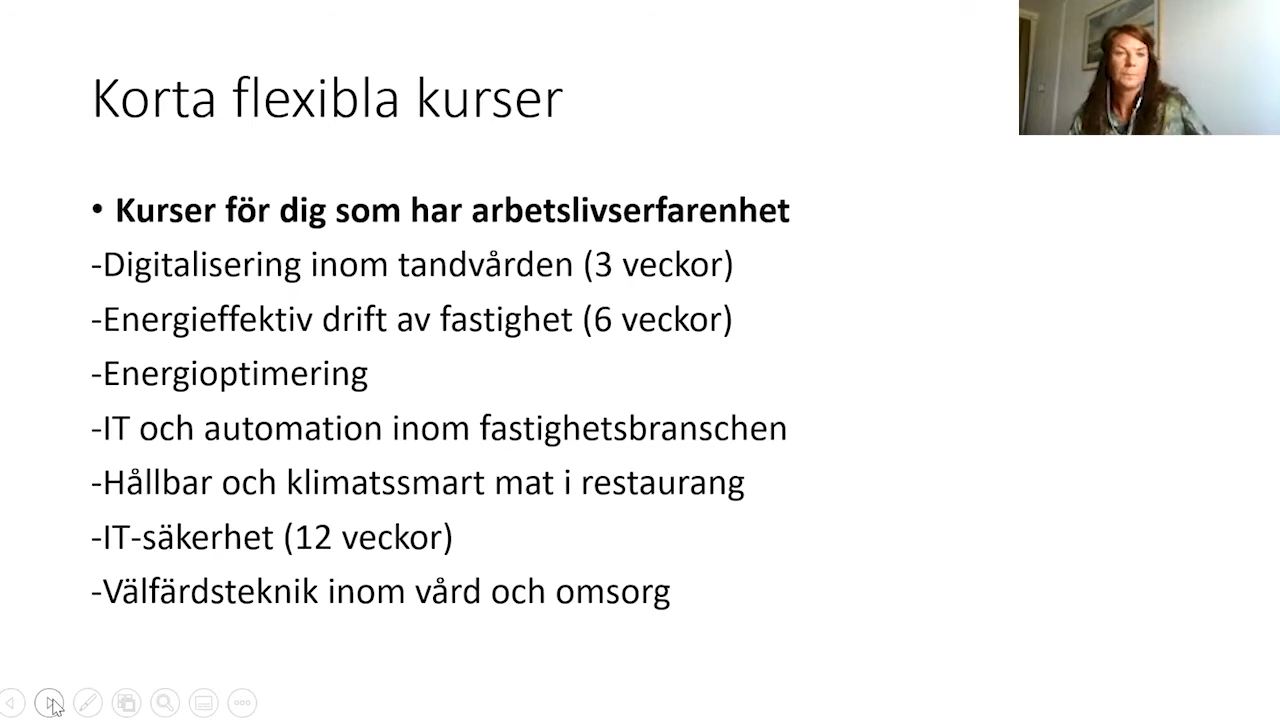 Korta flexibla kurser
• Kurser för dig som har arbetslivserfarenhet
-Digitalisering inom tandvården (3 veckor)
-Energieffektiv drift av fastighet (6 veckor)
-Energioptimering
-IT och automation inom fastighetsbranschen
-Hållbar och klimatssmart mat i restaurang
-IT-säkerhet (12 veckor)
-Välfärdsteknik inom vård och omsorg